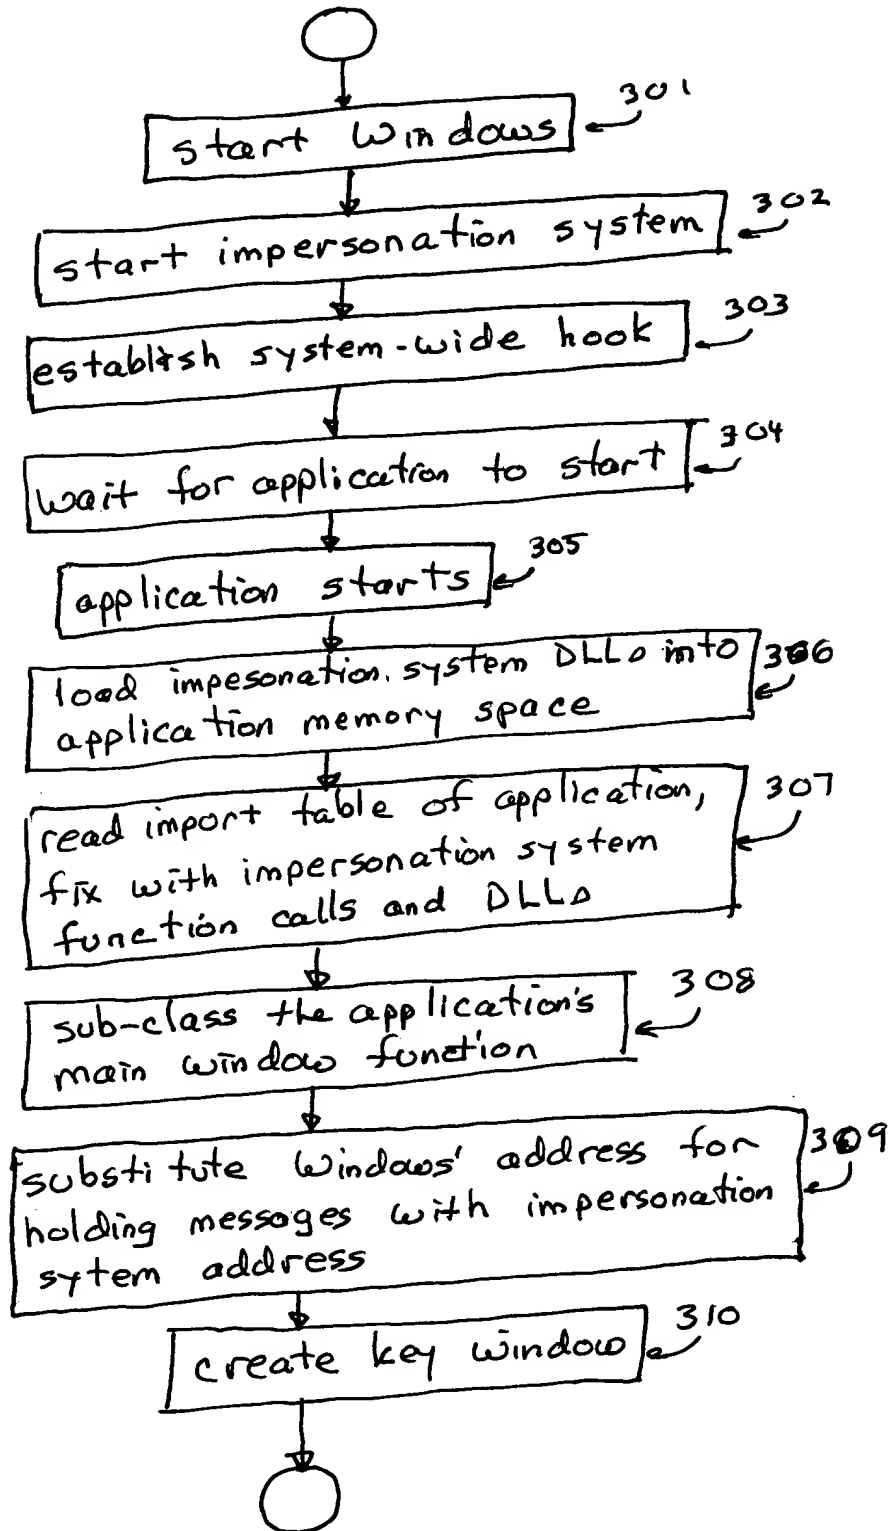 301
start Windows
302
start impersonation system
303
establish system-wide hook
304
wait for application to start
305
application starts
306
load impesonation. system DLLs into
application memory space
307
read import table of application,
fix with impersonation system
function calls and DLLs
308
sub-class the application's
main window function
309
substitute Windows' address for
holding messages with impersonation
sytem address
310
create key window